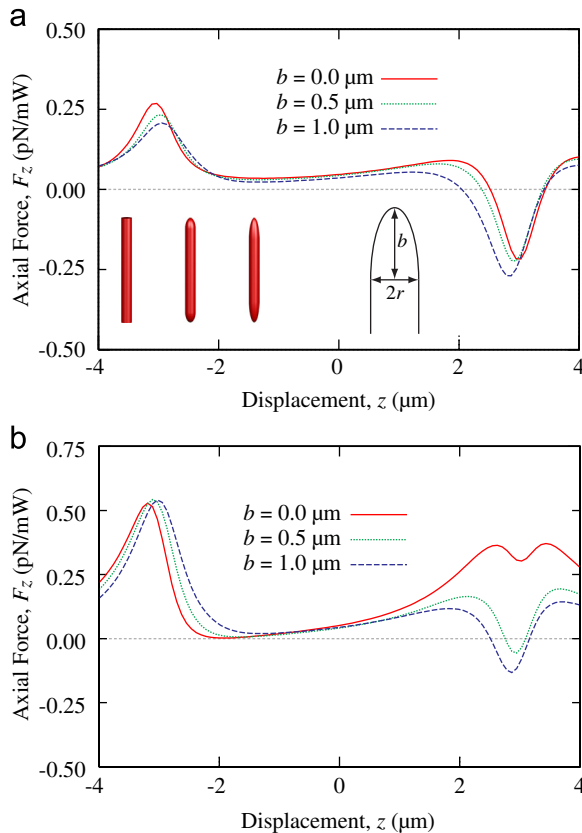 a
Axial Force, Fz (pN/mW)
0.50
0.25
0.00
-0.25
-0.50
b = 0.0 μm
b = 0.5 μm
b = 1.0 μm
b
2r
-4
-2
0
2
4
Displacement, z (μm)
b
Axial Force, Fz (pN/mW)
0.75
0.50
0.25
0.00
-0.25
-0.50
b = 0.0 μm
b = 0.5 μm
b = 1.0 μm
-4
-2
0
2
4
Displacement, z (μm)